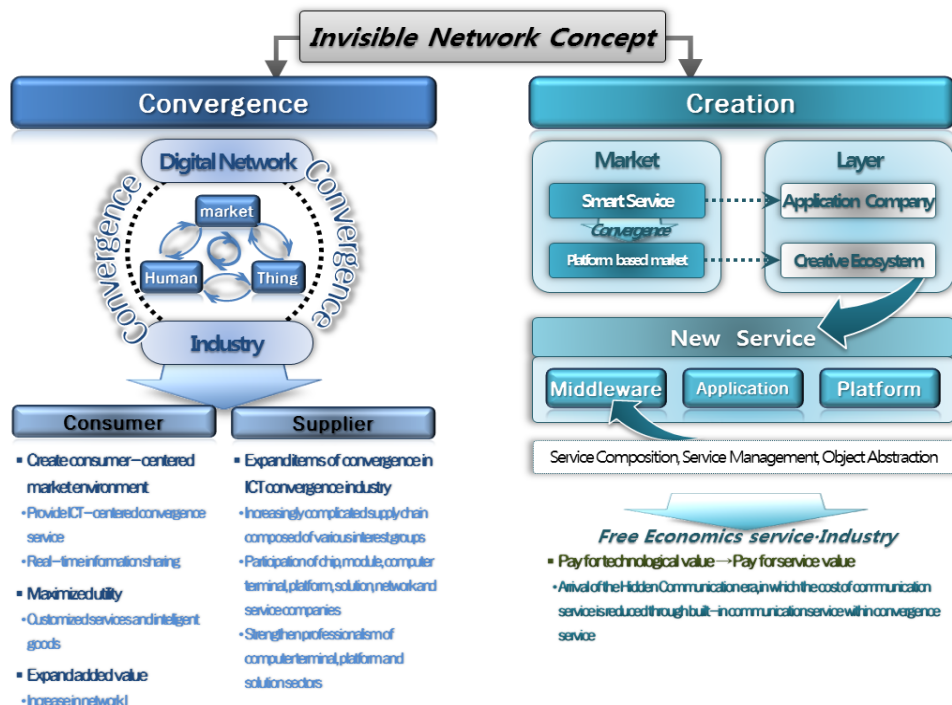 Invisible Network Concept
Convergence
Digital Network
Convergence
Convergence
market
Human
Thing
Industry
Consumer
▪ Create consumer-centered
market environment
•Provide ICT-centered convergence
service
•Real-time information sharing
▪ Maximized utility
•Customized services and intelligent
goods
▪ Expand added value
•Increase in network
Supplier
▪ Expand items of convergence in
ICT convergence industry
•Increasingly complicated supply chain
composed of various interest groups
•Participation of chip, module, computer
terminal, platform, solution, network and
service companies
•Strengthen professionalism of
computer terminal, platform and
solution sectors
Creation
Market
Smart Service
Convergence
Platform based market
Layer
Application Company
Creative Ecosystem
New Service
Middleware
Application
Platform
Service Composition, Service Management, Object Abstraction
Free Economics service·Industry
▪ Pay for technological value → Pay for service value
•Arrival of the Hidden Communication era, in which the cost of communication
service is reduced through built-in communication service within convergence
service